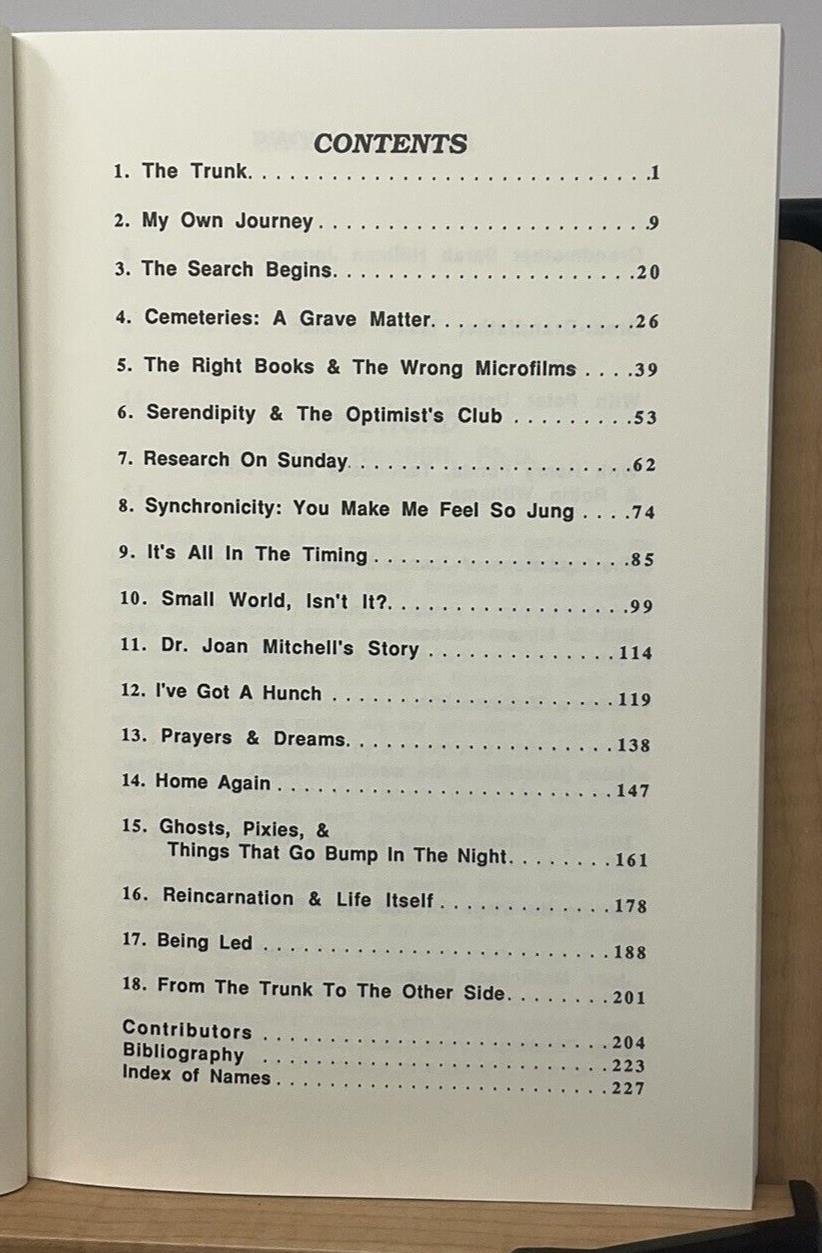 CONTENTS
1. The Trunk. . . . . . . . . . . . . . . . . . . . . . . . . . . . . .1
2. My Own Journey . . . . . . . . . . . . . . . . . . . . . . . . .9
3. The Search Begins. . . . . . . . . . . . . . . . . . . . . . .20
4. Cemeteries: A Grave Matter. . . . . . . . . . . . . . . .26
5. The Right Books & The Wrong Microfilms . . . .39
6. Serendipity & The Optimist's Club . . . . . . . . .53
7. Research On Sunday. . . . . . . . . . . . . . . . . . . . .62
8. Synchronicity: You Make Me Feel So Jung . . . .74
9. It's All In The Timing . . . . . . . . . . . . . . . . . . .85
10. Small World, Isn't It?. . . . . . . . . . . . . . . . . .99
11. Dr. Joan Mitchell's Story . . . . . . . . . . . . . . 114
12. I've Got A Hunch . . . . . . . . . . . . . . . . . . . . . 119
13. Prayers & Dreams. . . . . . . . . . . . . . . . . . . . 138
14. Home Again . . . . . . . . . . . . . . . . . . . . . . . . . 147
15. Ghosts, Pixies, &
Things That Go Bump In The Night. . . . . . . . 161
16. Reincarnation & Life Itself . . . . . . . . . . . . . 178
17. Being Led . . . . . . . . . . . . . . . . . . . . . . . . . . 188
18. From The Trunk To The Other Side. . . . . . . . 201
Contributors . . . . . . . . . . . . . . . . . . . . . . . . . . 204
Bibliography . . . . . . . . . . . . . . . . . . . . . . . . . . 223
Index of Names . . . . . . . . . . . . . . . . . . . . . . . . . 227